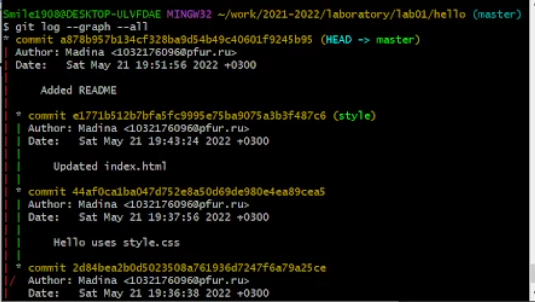 Smile1908@DESKTOP-ULVFDAE MINGW32 ~/work/2021-2022/laboratory/lab01/hello (master)
$ git log --graph --all
* commit a878b957b134cf328ba9d54b49c40601f9245b95 (HEAD -> master)
| Author: Madina <1032176096@pfur.ru>
| Date:   Sat May 21 19:51:56 2022 +0300
|
|     Added README
|
| * commit e1771b512b7bfa5fc9995e75ba9075a3b3f487c6 (style)
| | Author: Madina <1032176096@pfur.ru>
| | Date:   Sat May 21 19:43:24 2022 +0300
| |
| |     Updated index.html
| |
| * commit 44af0ca1ba047d752e8a50d69de980e4ea89cea5
| | Author: Madina <1032176096@pfur.ru>
| | Date:   Sat May 21 19:37:56 2022 +0300
| |
| |     Hello uses style.css
| |
| * commit 2d84bea2b0d5023508a761936d7247f6a79a25ce
|/  Author: Madina <1032176096@pfur.ru>
|   Date:   Sat May 21 19:36:38 2022 +0300